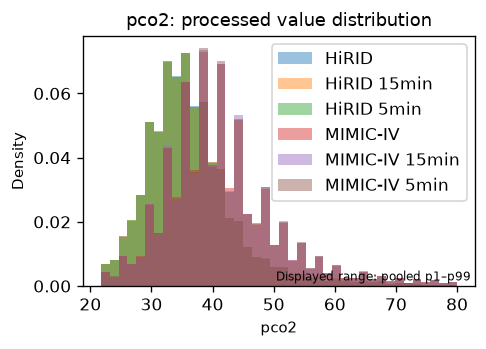 pco2: processed value distribution
Density
0.06
0.04
0.02
0.00
HiRID
HiRID 15min
HiRID 5min
MIMIC-IV
MIMIC-IV 15min
MIMIC-IV 5min
Displayed range: pooled p1–p99
20 30 40 50 60 70 80
pco2